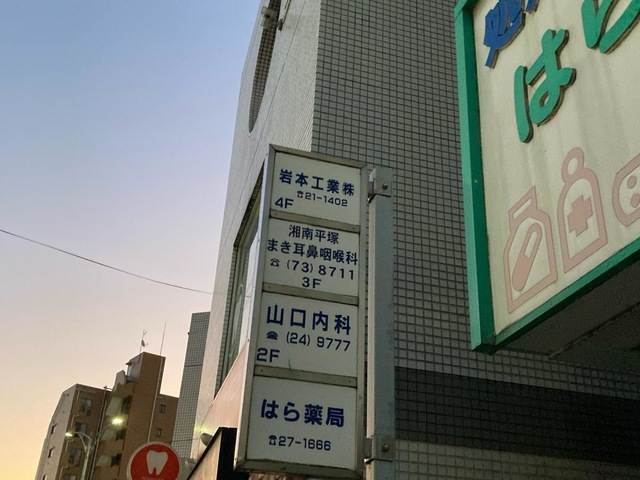 岩本工業㈱
☎21-1402
4F
湘南平塚
まき耳鼻咽喉科
☎(73)8711
3F
山口内科
☎(24)9777
2F
はら薬局
☎27-1666
処
はら